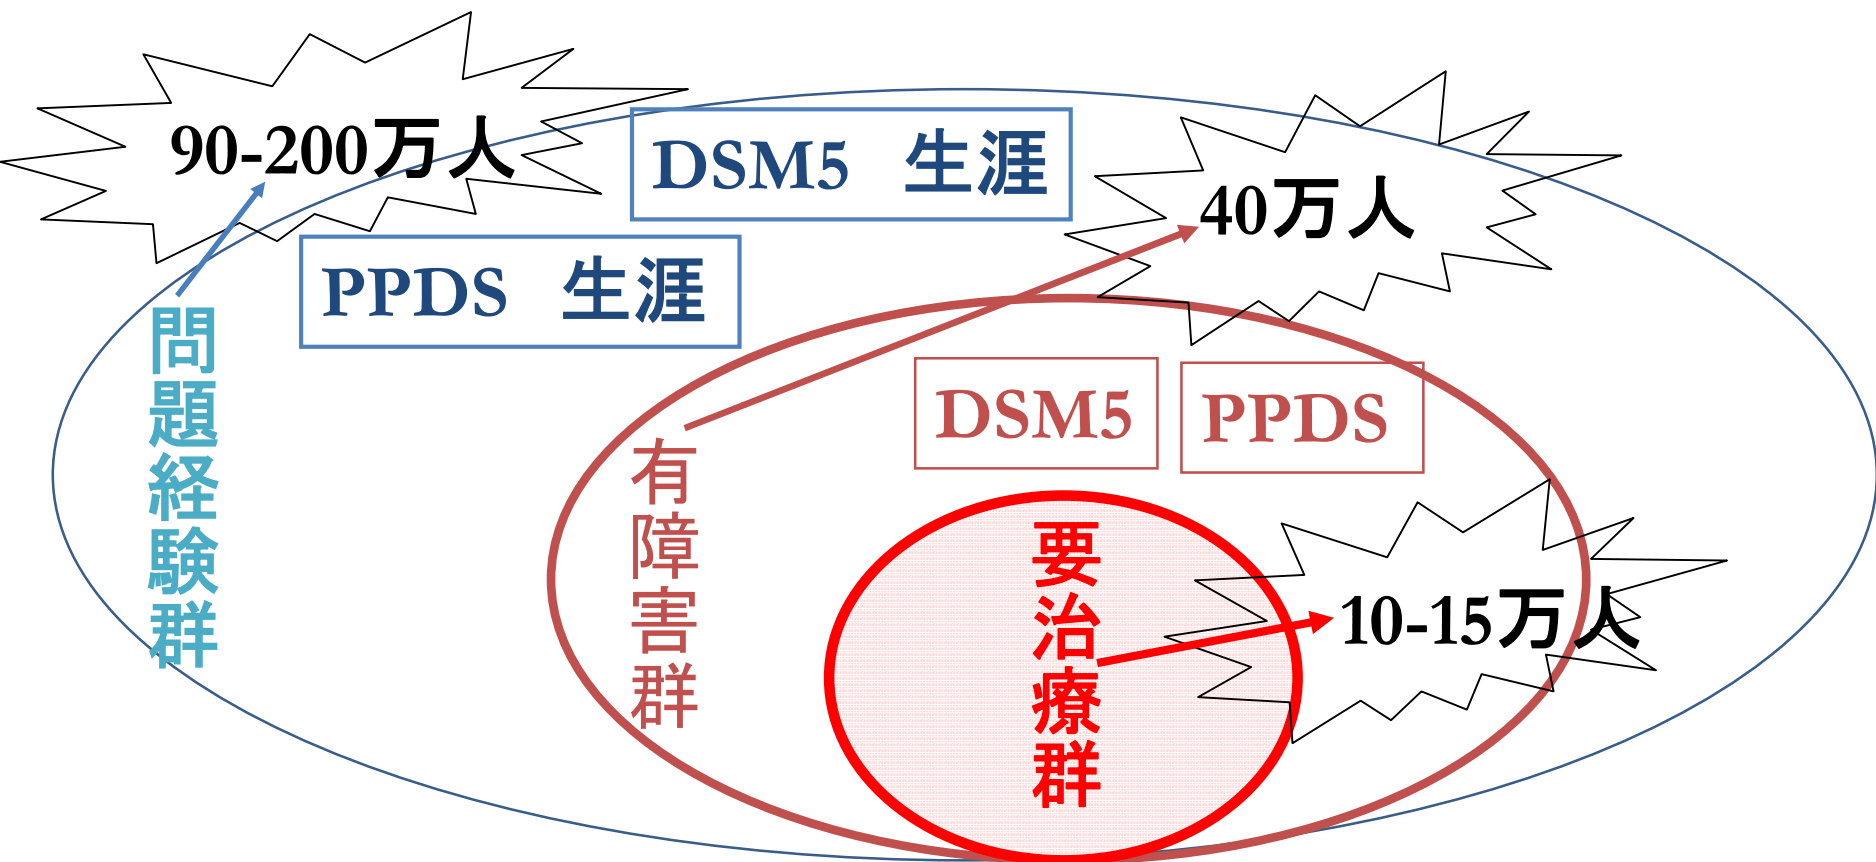 90-200万人
DSM5 生涯
40万人
PPDS 生涯
問題経験群
DSM5
PPDS
有障害群
要治療群
10-15万人